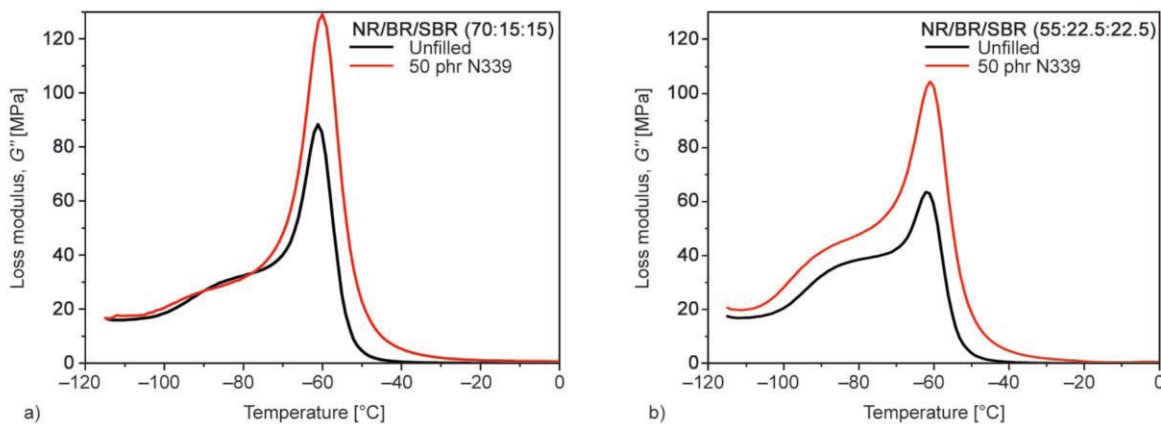 NR/BR/SBR (70:15:15)
Unfilled
50 phr N339
120
100
80
60
40
20
0
Loss modulus, G″ [MPa]
–120
–100
–80
–60
–40
–20
0
Temperature [°C]
a)
NR/BR/SBR (55:22.5:22.5)
Unfilled
50 phr N339
120
100
80
60
40
20
0
Loss modulus, G″ [MPa]
–120
–100
–80
–60
–40
–20
0
Temperature [°C]
b)